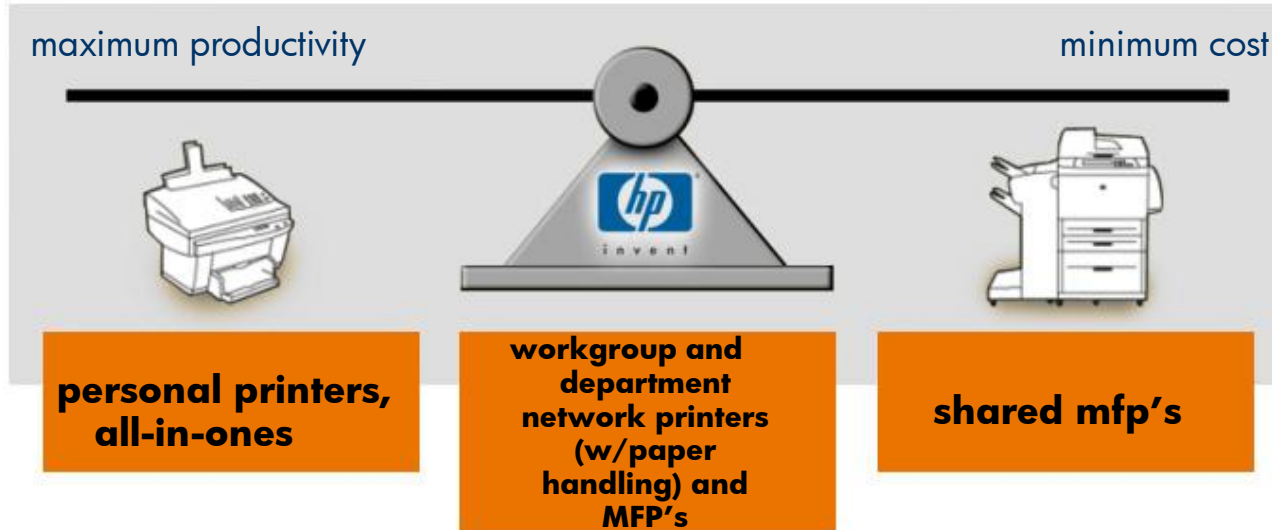 maximum productivity
minimum cost
hp
invent
personal printers,
all-in-ones
workgroup and
department
network printers
(w/paper
handling) and
MFP's
shared mfp's